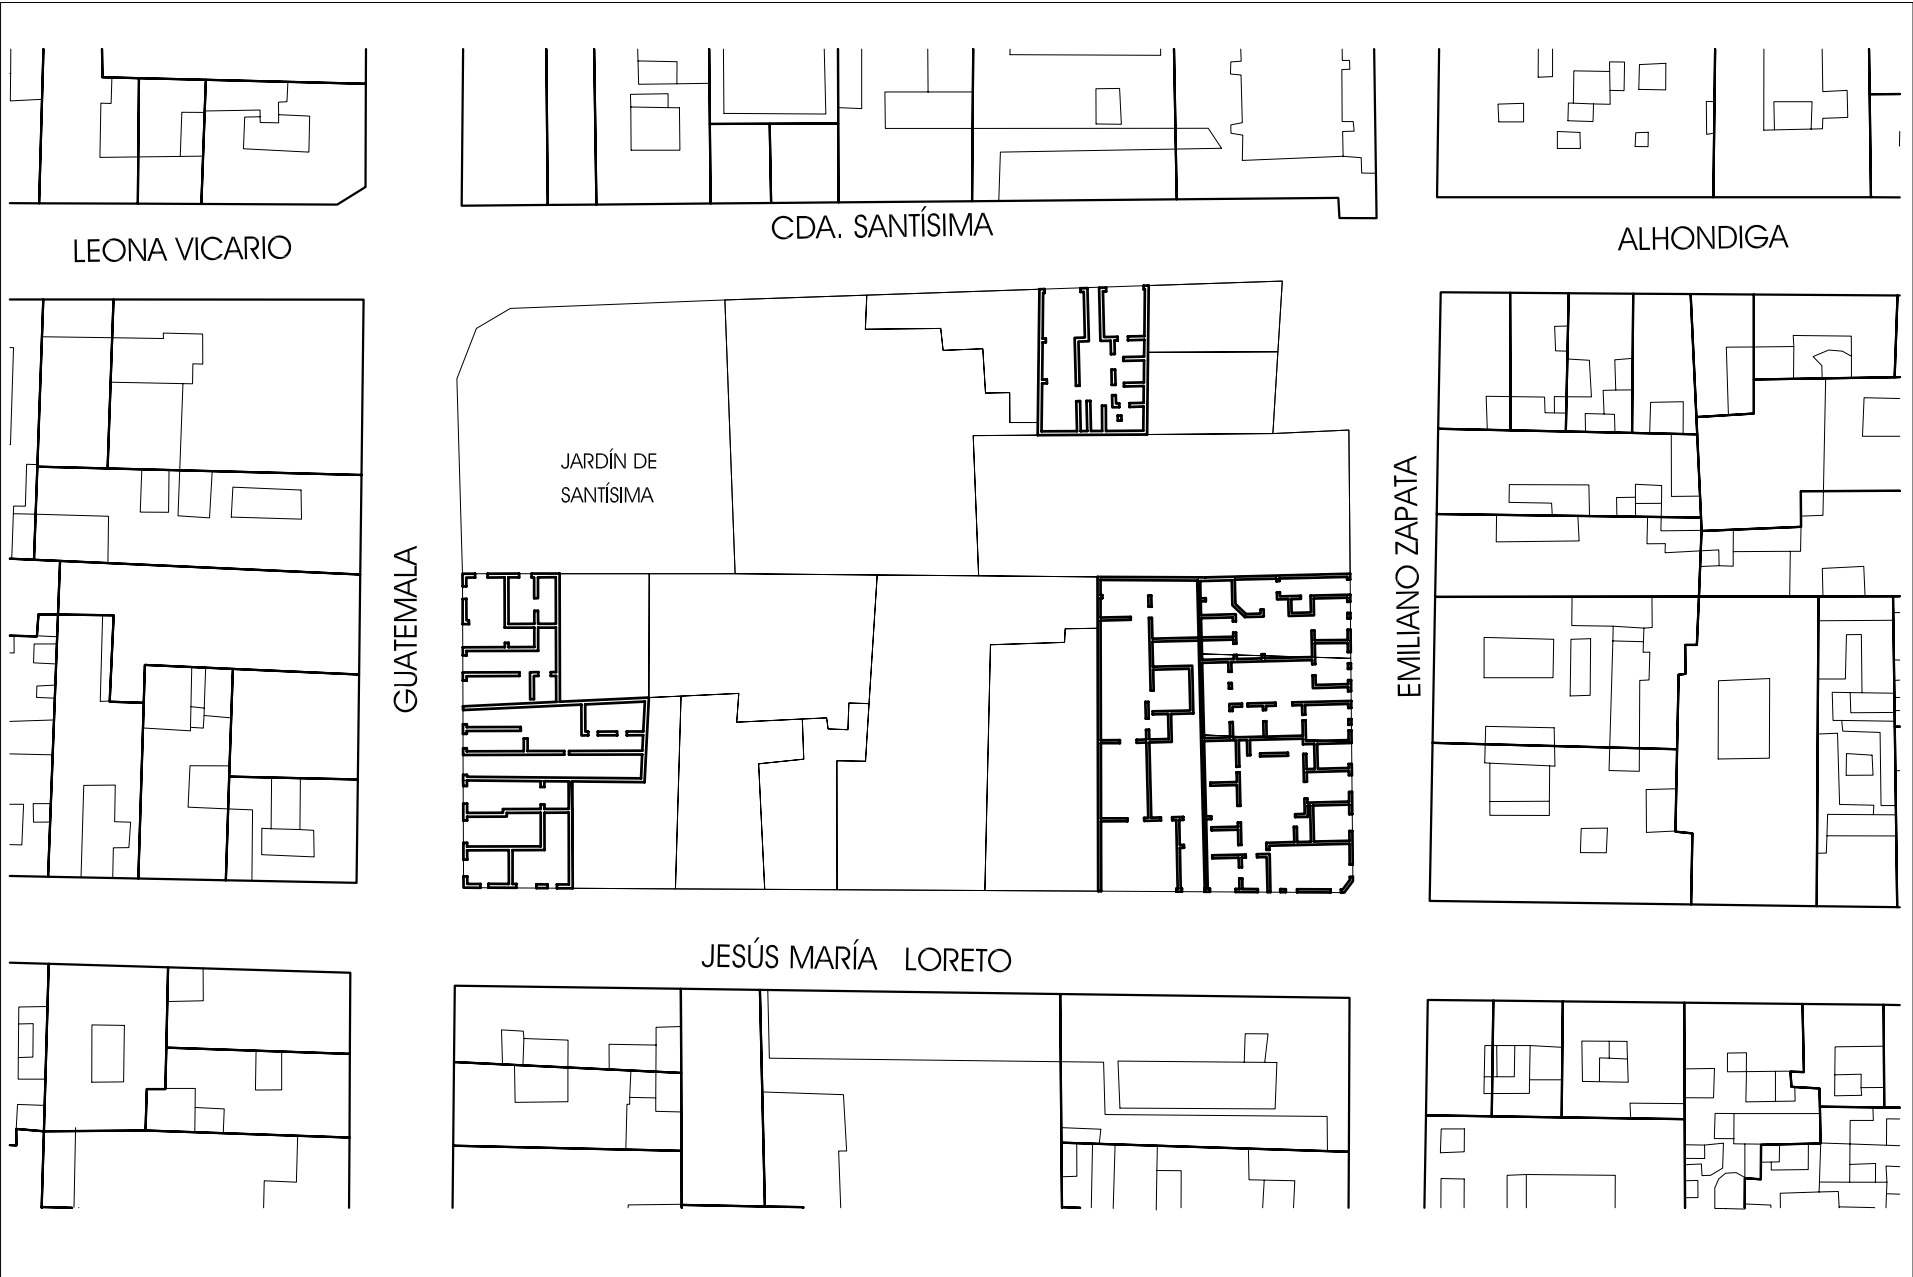 CDA. SANTÍSIMA
LEONA VICARIO
ALHONDIGA
JARDÍN DE
SANTÍSIMA
GUATEMALA
EMILIANO ZAPATA
JESÚS MARÍA LORETO